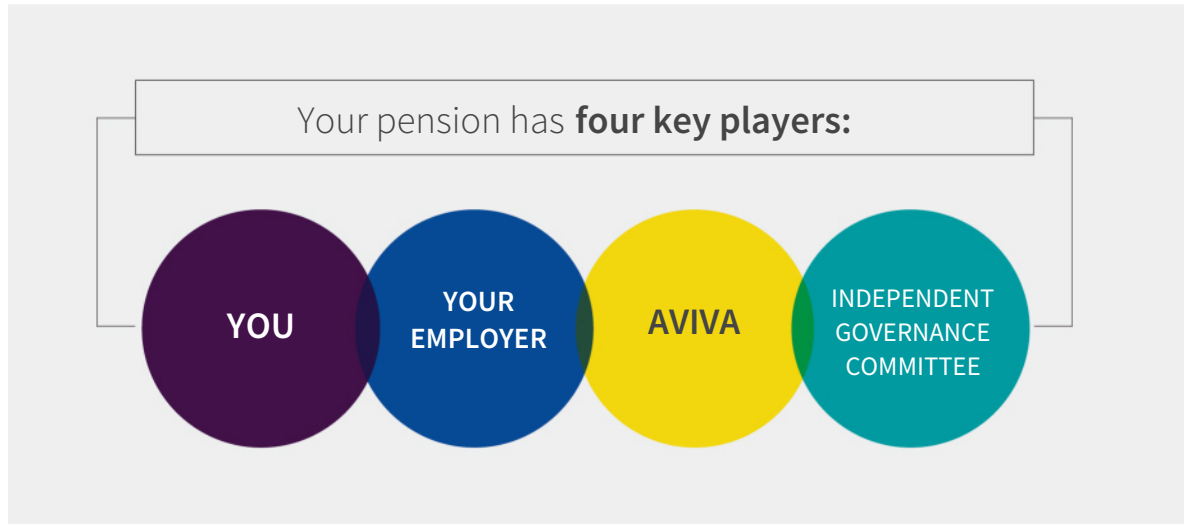 Your pension has four key players:
YOU
YOUR
EMPLOYER
AVIVA
INDEPENDENT
GOVERNANCE
COMMITTEE